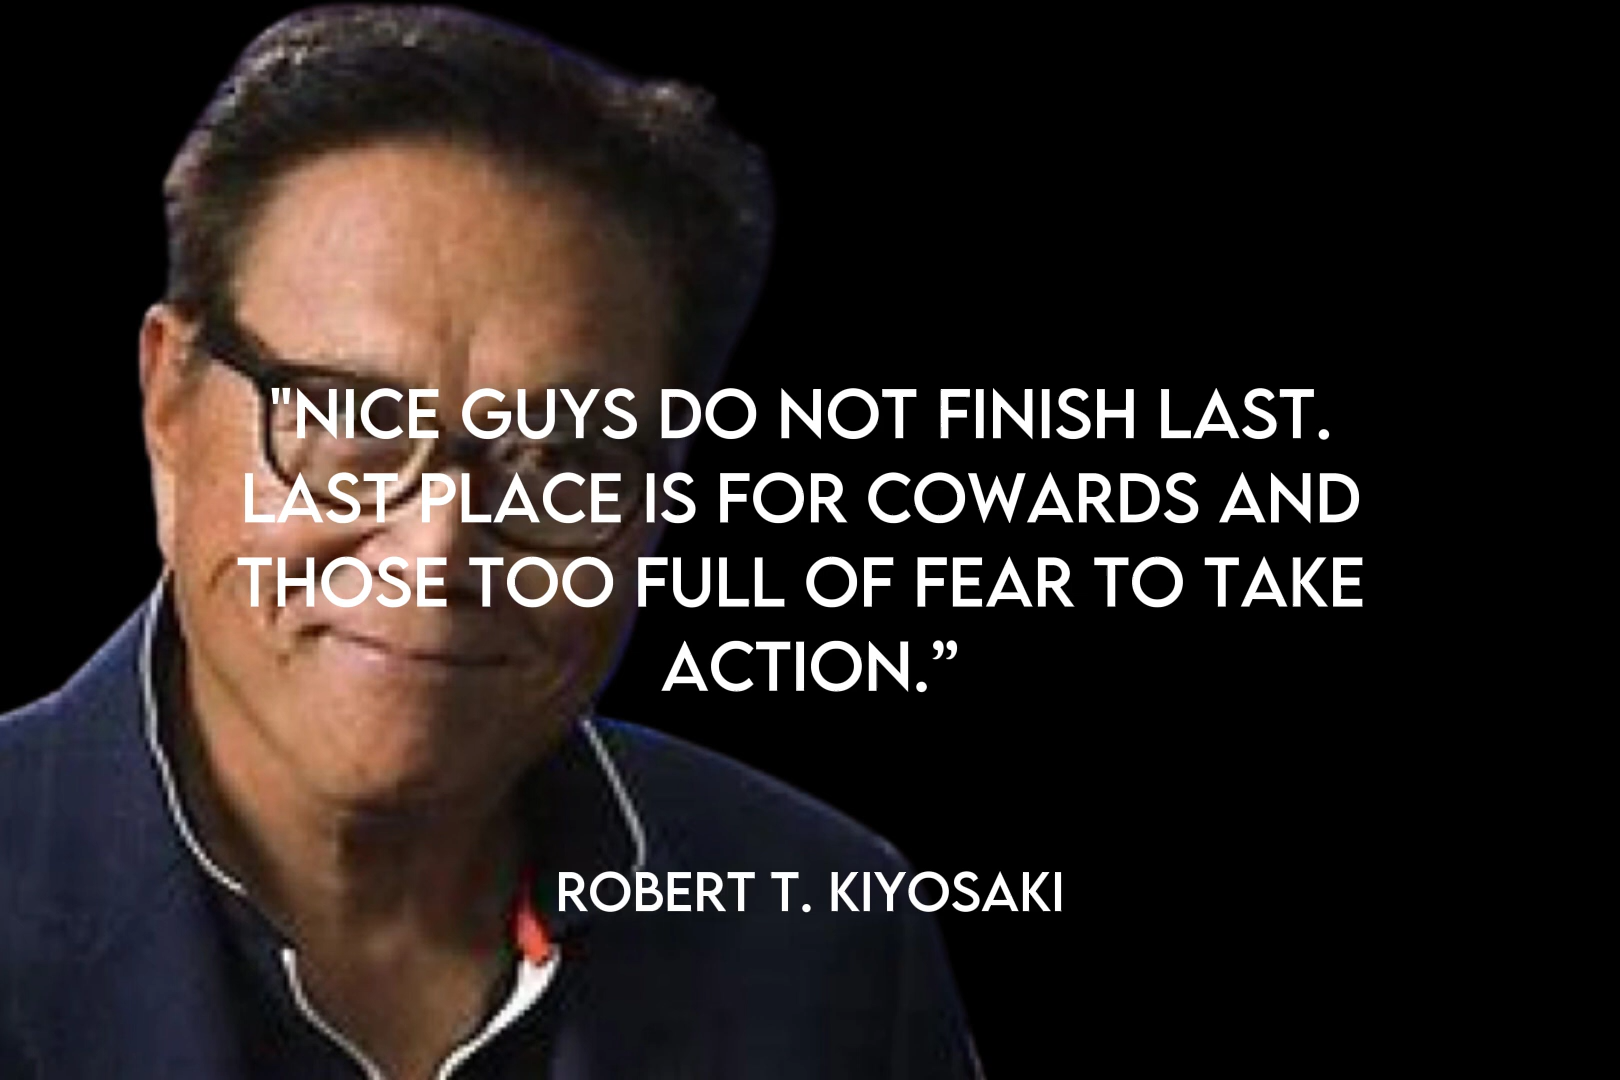 "NICE GUYS DO NOT FINISH LAST.
LAST PLACE IS FOR COWARDS AND
THOSE TOO FULL OF FEAR TO TAKE
ACTION.”
ROBERT T. KIYOSAKI